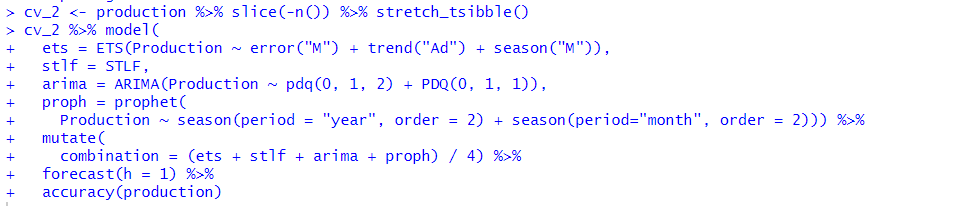 > cv_2 <- production %>% slice(-n()) %>% stretch_tsibble()
> cv_2 %>% model(
+   ets = ETS(Production ~ error("M") + trend("Ad") + season("M")),
+   stlf = STLF,
+   arima = ARIMA(Production ~ pdq(0, 1, 2) + PDQ(0, 1, 1)),
+   proph = prophet(
+     Production ~ season(period = "year", order = 2) + season(period="month", order = 2))) %>%
+   mutate(
+     combination = (ets + stlf + arima + proph) / 4) %>%
+   forecast(h = 1) %>%
+   accuracy(production)